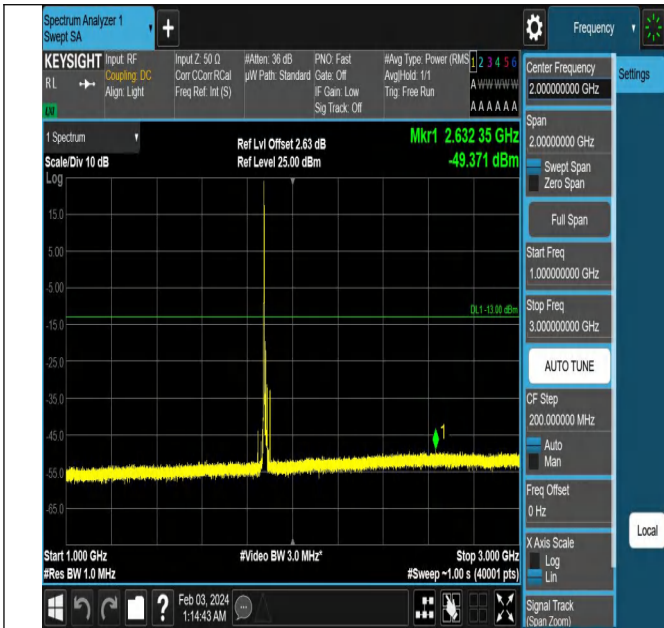 Spectrum Analyzer 1
Swept SA
+
Frequency
KEYSIGHT
RL
LXI
Input: RF
Coupling: DC
Align: Light
Input Z: 50 Ω
Corr CCorr RCal
Freq Ref: Int (S)
#Atten: 36 dB
µW Path: Standard
PNO: Fast
Gate: Off
IF Gain: Low
Sig Track: Off
#Avg Type: Power (RMS
Avg|Hold: 1/1
Trig: Free Run
1 2 3 4 5 6
A W W W W W
A A A A A A
1 Spectrum
Scale/Div 10 dB
Log
Ref Lvl Offset 2.63 dB
Ref Level 25.00 dBm
Mkr1 2.632 35 GHz
-49.371 dBm
15.0
5.00
-5.00
-15.0
-25.0
-35.0
-45.0
-55.0
-65.0
DL1 -13.00 dBm
1
Start 1.000 GHz
#Res BW 1.0 MHz
#Video BW 3.0 MHz*
Stop 3.000 GHz
#Sweep ~1.00 s (40001 pts)
?
Feb 03, 2024
1:14:43 AM
Center Frequency
2.000000000 GHz
Settings
Span
2.00000000 GHz
Swept Span
Zero Span
Full Span
Start Freq
1.000000000 GHz
Stop Freq
3.000000000 GHz
AUTO TUNE
CF Step
200.000000 MHz
Auto
Man
Freq Offset
0 Hz
Local
X Axis Scale
Log
Lin
Signal Track
(Span Zoom)